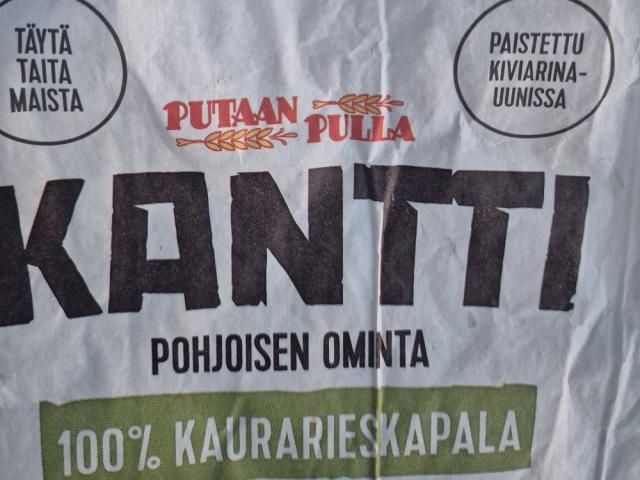 TÄYTÄ
TAITA
MAISTA
PAISTETTU
KIVIARINA-
UUNISSA
PUTAAN
PULLA
KANTTI
POHJOISEN OMINTA
100% KAURARIESKAPALA